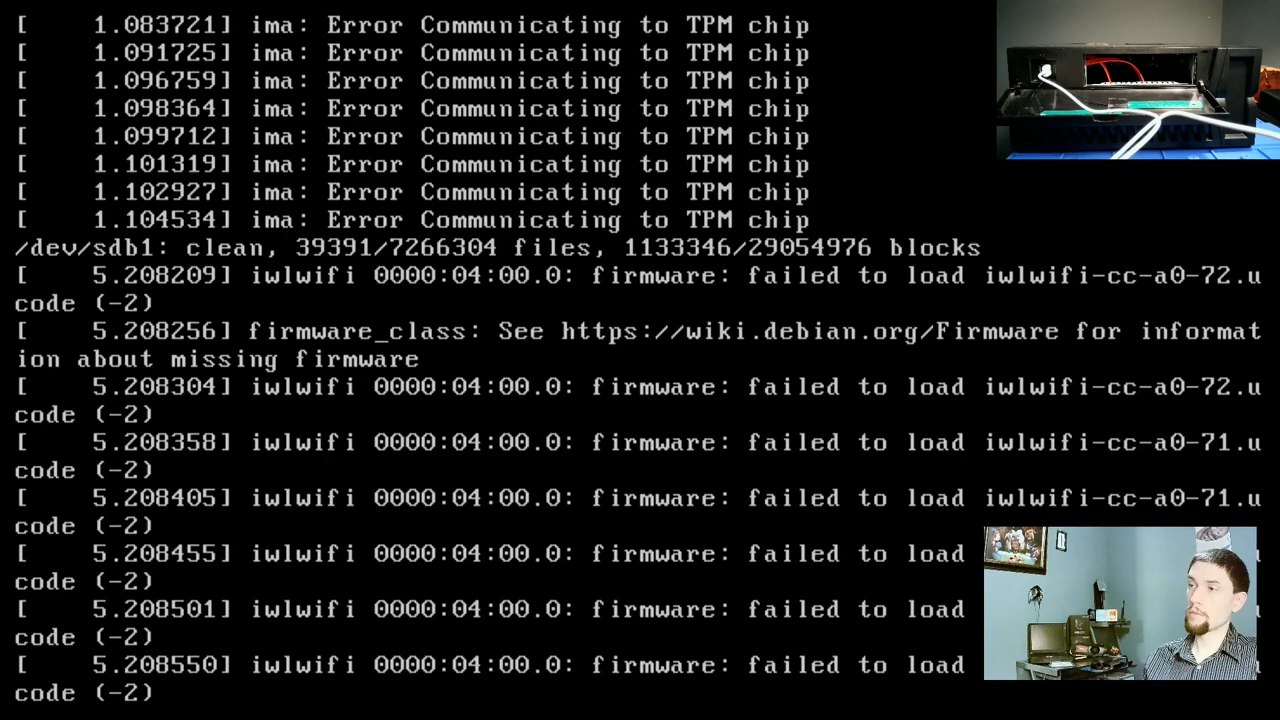 [    1.083721] ima: Error Communicating to TPM chip
[    1.091725] ima: Error Communicating to TPM chip
[    1.096759] ima: Error Communicating to TPM chip
[    1.098364] ima: Error Communicating to TPM chip
[    1.099712] ima: Error Communicating to TPM chip
[    1.101319] ima: Error Communicating to TPM chip
[    1.102927] ima: Error Communicating to TPM chip
[    1.104534] ima: Error Communicating to TPM chip
/dev/sdb1: clean, 39391/7266304 files, 1133346/29054976 blocks
[    5.208209] iwlwifi 0000:04:00.0: firmware: failed to load iwlwifi-cc-a0-72.u
code (-2)
[    5.208256] firmware_class: See https://wiki.debian.org/Firmware for informat
ion about missing firmware
[    5.208304] iwlwifi 0000:04:00.0: firmware: failed to load iwlwifi-cc-a0-72.u
code (-2)
[    5.208358] iwlwifi 0000:04:00.0: firmware: failed to load iwlwifi-cc-a0-71.u
code (-2)
[    5.208405] iwlwifi 0000:04:00.0: firmware: failed to load iwlwifi-cc-a0-71.u
code (-2)
[    5.208455] iwlwifi 0000:04:00.0: firmware: failed to load
code (-2)
[    5.208501] iwlwifi 0000:04:00.0: firmware: failed to load
code (-2)
[    5.208550] iwlwifi 0000:04:00.0: firmware: failed to load
code (-2)